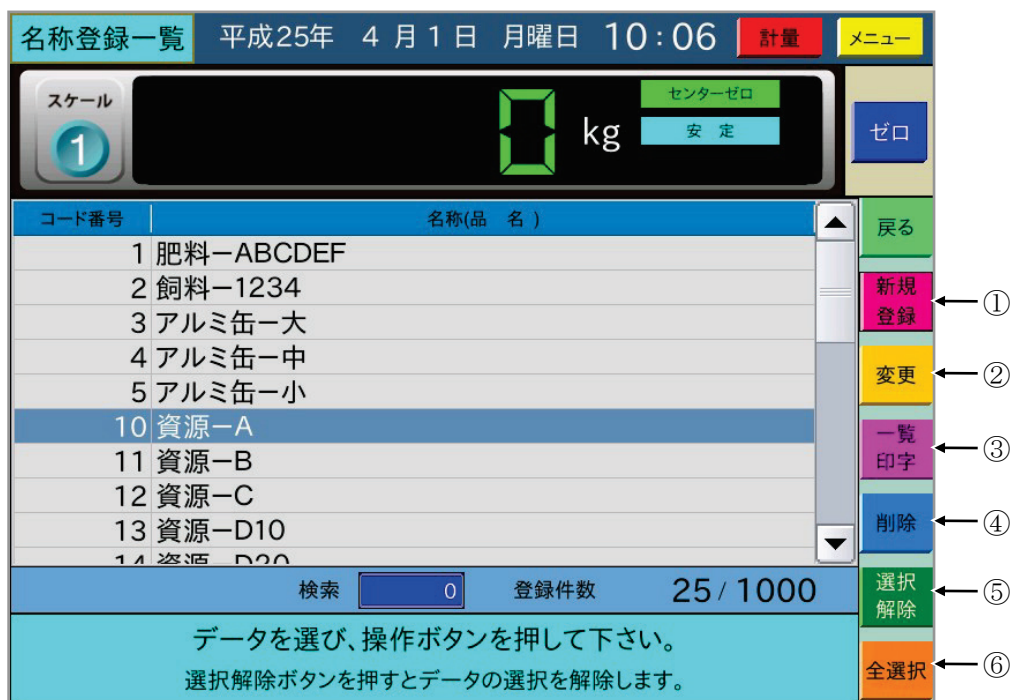 名称登録一覧 平成25年 4月1日 月曜日 10:06 計量 メニュー
スケール
1
0 kg
センターゼロ
安 定
ゼロ
コード番号 名称(品 名 )
1 肥料ーABCDEF
2 飼料ー1234
3 アルミ缶ー大
4 アルミ缶ー中
5 アルミ缶ー小
10 資源ーA
11 資源ーB
12 資源ーC
13 資源ーD10
14 資源ーD20
検索 0 登録件数 25/1000
データを選び、操作ボタンを押して下さい。
選択解除ボタンを押すとデータの選択を解除します。
戻る
新規
登録
①
変更
②
一覧
印字
③
削除
④
選択
解除
⑤
全選択
⑥